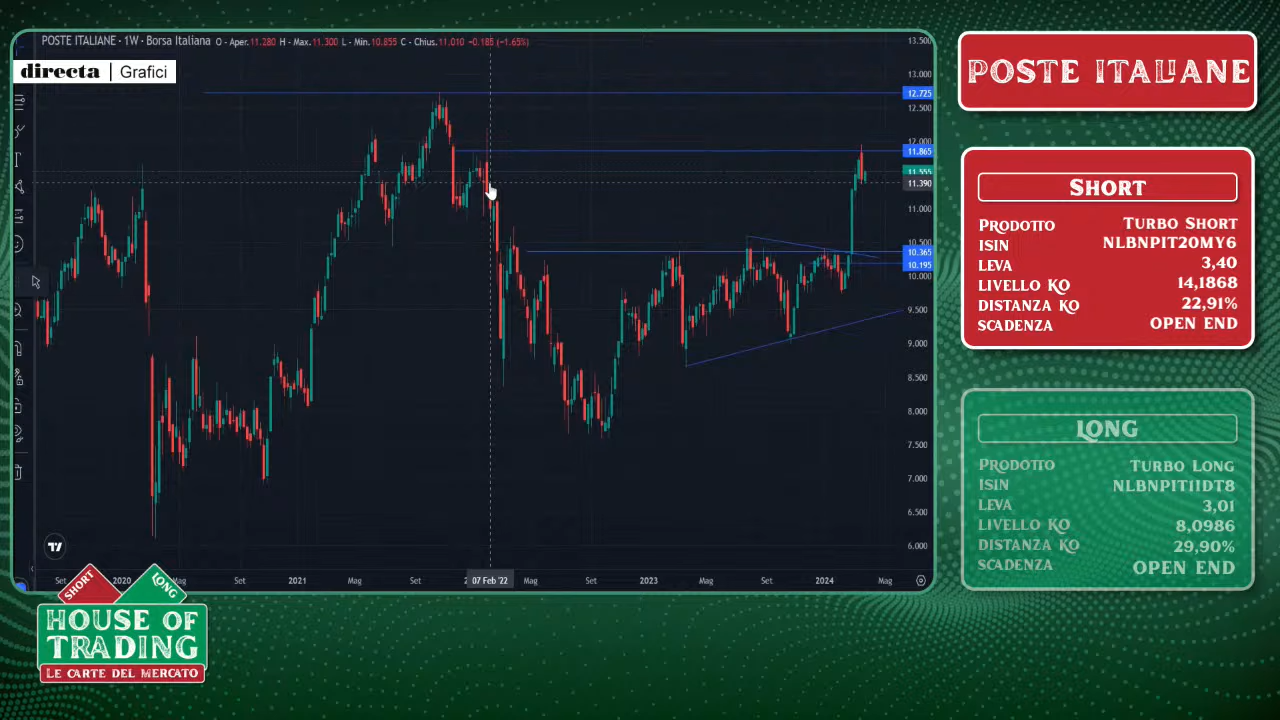 POSTE ITALIANE · 1W · Borsa Italiana O - Aper.11.280 H - Max.11.300 L - Min.10.855 C - Chius.11.010 −0.185 (−1.65%)
directa | Grafici
13.500
13.000
12.725
12.500
12.000
11.865
11.555
11.390
11.000
10.500
10.365
10.195
10.000
9.500
9.000
8.500
8.000
7.500
7.000
6.500
6.000
Set 2020 Mag Set 2021 Mag Set 07 Feb '22 Mag Set 2023 Mag Set 2024 Mag
SHORT LONG
HOUSE OF
TRADING
LE CARTE DEL MERCATO
POSTE ITALIANE
SHORT
PRODOTTO TURBO SHORT
ISIN NLBNPIT20MY6
LEVA 3,40
LIVELLO KO 14,1868
DISTANZA KO 22,91%
SCADENZA OPEN END
LONG
PRODOTTO TURBO LONG
ISIN NLBNPIT11DT8
LEVA 3,01
LIVELLO KO 8,0986
DISTANZA KO 29,90%
SCADENZA OPEN END